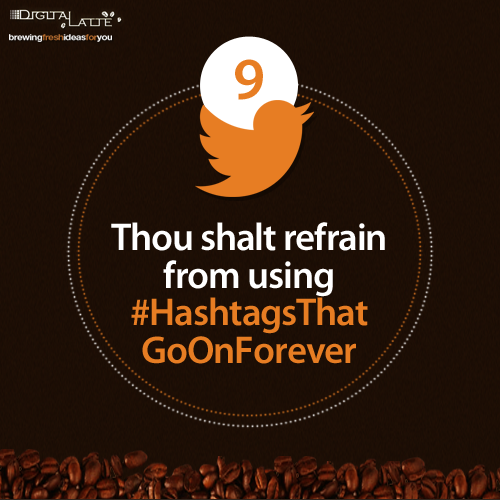 DIGITAL LATTE
brewingfreshideasforyou
9
Thou shalt refrain
from using
#HashtagsThat
GoOnForever